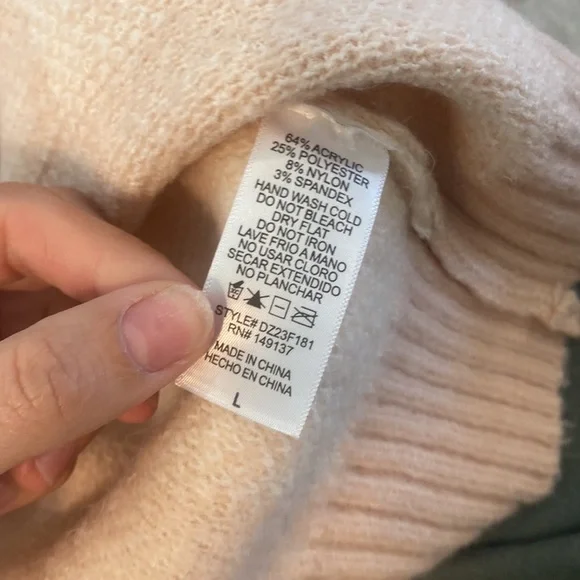 64% ACRYLIC
25% POLYESTER
8% NYLON
3% SPANDEX
HAND WASH COLD
DO NOT BLEACH
DRY FLAT
DO NOT IRON
LAVE FRIO A MANO
NO USAR CLORO
SECAR EXTENDIDO
NO PLANCHAR
STYLE# DZ23F181
RN# 149137
MADE IN CHINA
HECHO EN CHINA
L